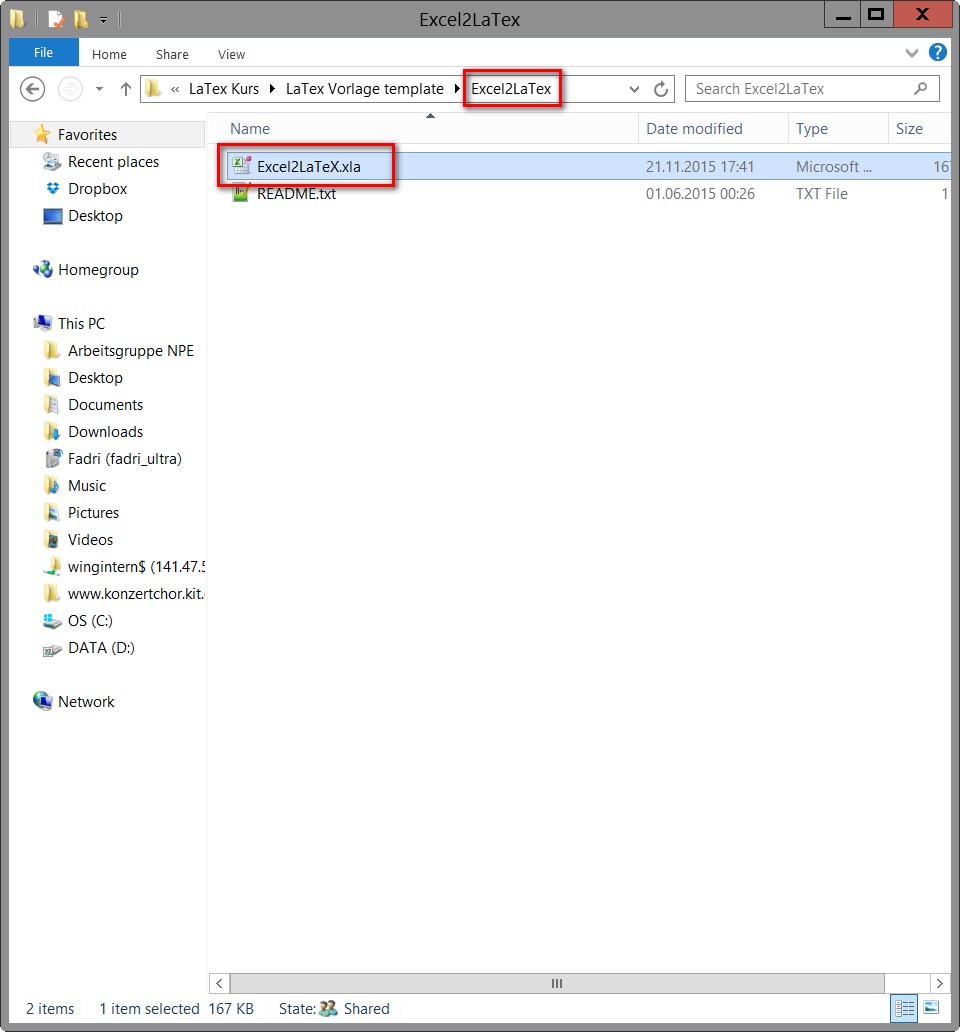 Excel2LaTex
File Home Share View
« LaTex Kurs LaTex Vorlage template Excel2LaTex Search Excel2LaTex
Name Date modified Type Size
Favorites
Excel2LaTeX.xla 21.11.2015 17:41 Microsoft ... 167
README.txt 01.06.2015 00:26 TXT File 1
Recent places
Dropbox
Desktop
Homegroup
This PC
Arbeitsgruppe NPE
Desktop
Documents
Downloads
Fadri (fadri_ultra)
Music
Pictures
Videos
wingintern$ (141.47.5
www.konzertchor.kit.
OS (C:)
DATA (D:)
Network
2 items 1 item selected 167 KB State: Shared